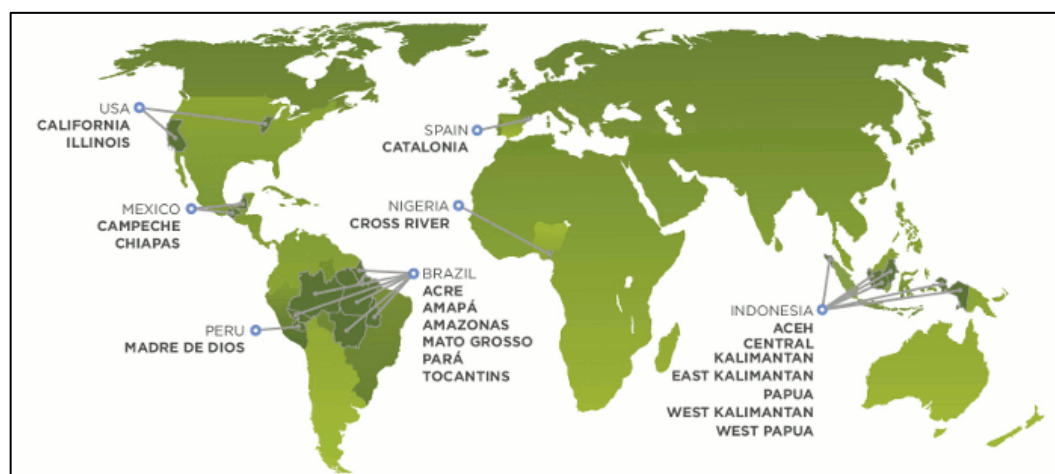 USA
CALIFORNIA
ILLINOIS
MEXICO
CAMPECHE
CHIAPAS
PERU
MADRE DE DIOS
BRAZIL
ACRE
AMAPÁ
AMAZONAS
MATO GROSSO
PARÁ
TOCANTINS
SPAIN
CATALONIA
NIGERIA
CROSS RIVER
INDONESIA
ACEH
CENTRAL
KALIMANTAN
EAST KALIMANTAN
PAPUA
WEST KALIMANTAN
WEST PAPUA